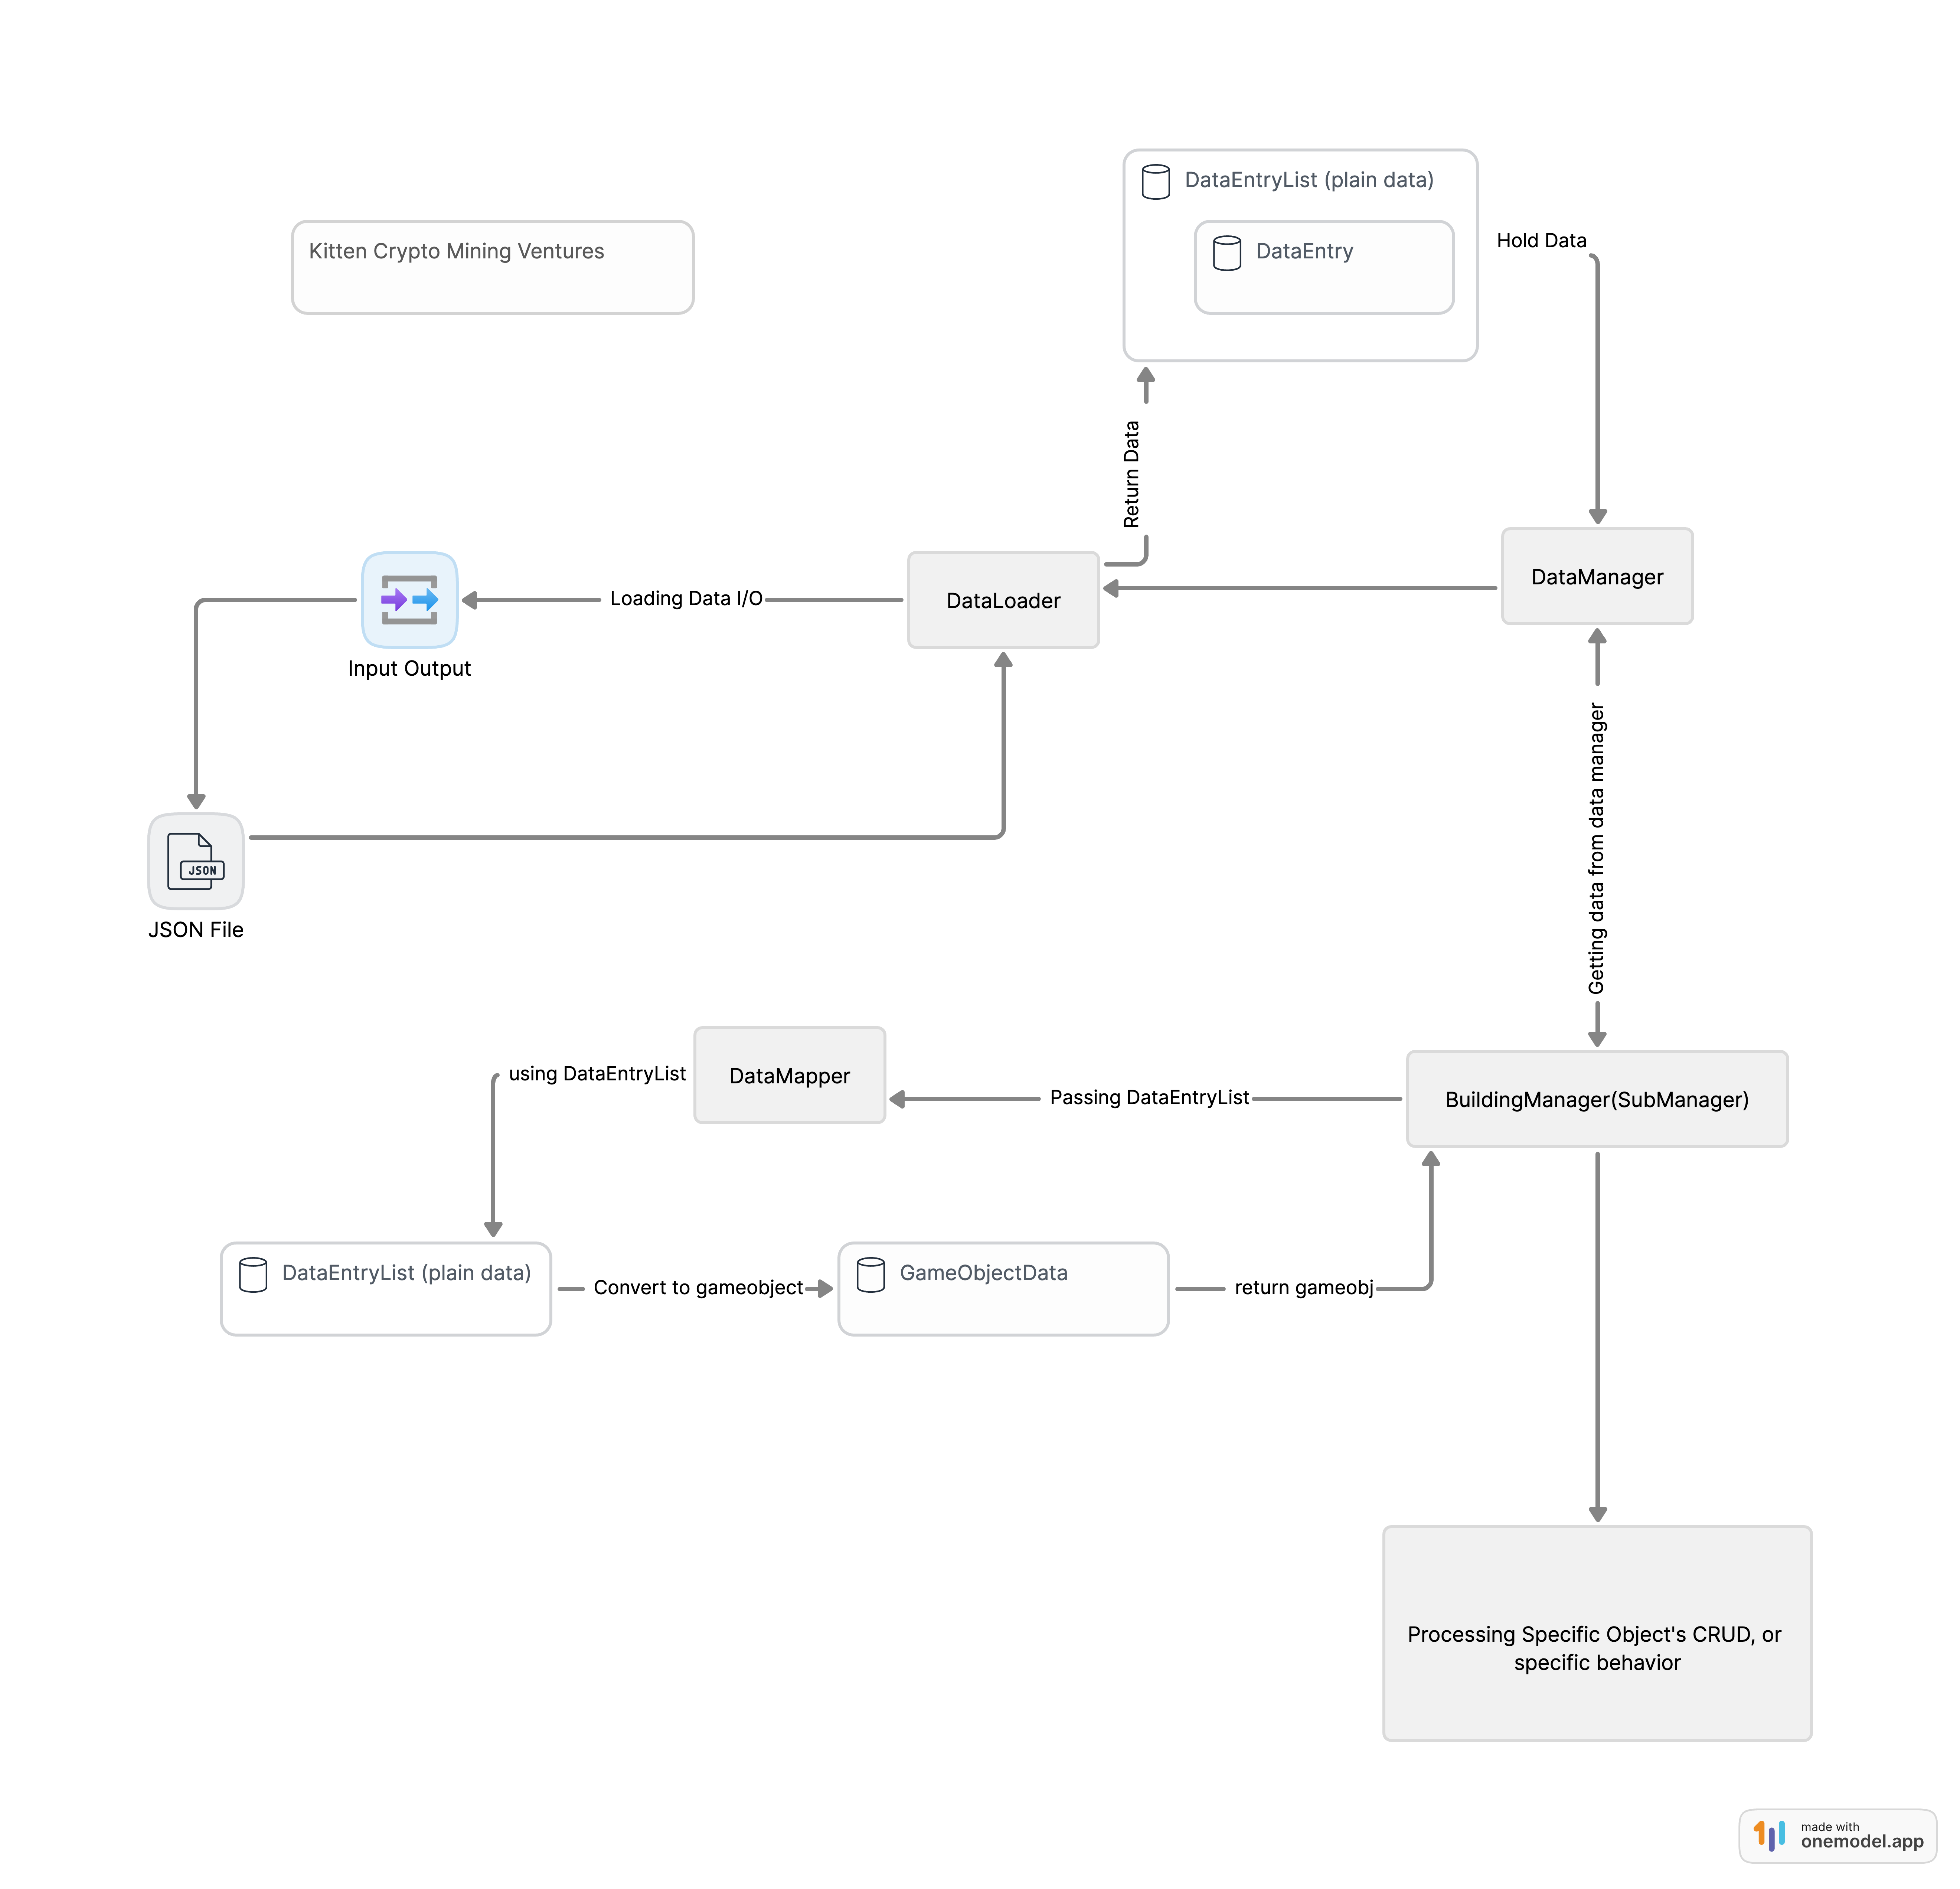 DataEntryList (plain data)
Kitten Crypto Mining Ventures
DataEntry
Hold Data
Return Data
Loading Data I/O
DataLoader
DataManager
Input Output
Getting data from data manager
JSON
JSON File
using DataEntryList
DataMapper
Passing DataEntryList
BuildingManager(SubManager)
DataEntryList (plain data)
Convert to gameobject
GameObjectData
return gameobj
Processing Specific Object's CRUD, or
specific behavior
made with
onemodel.app